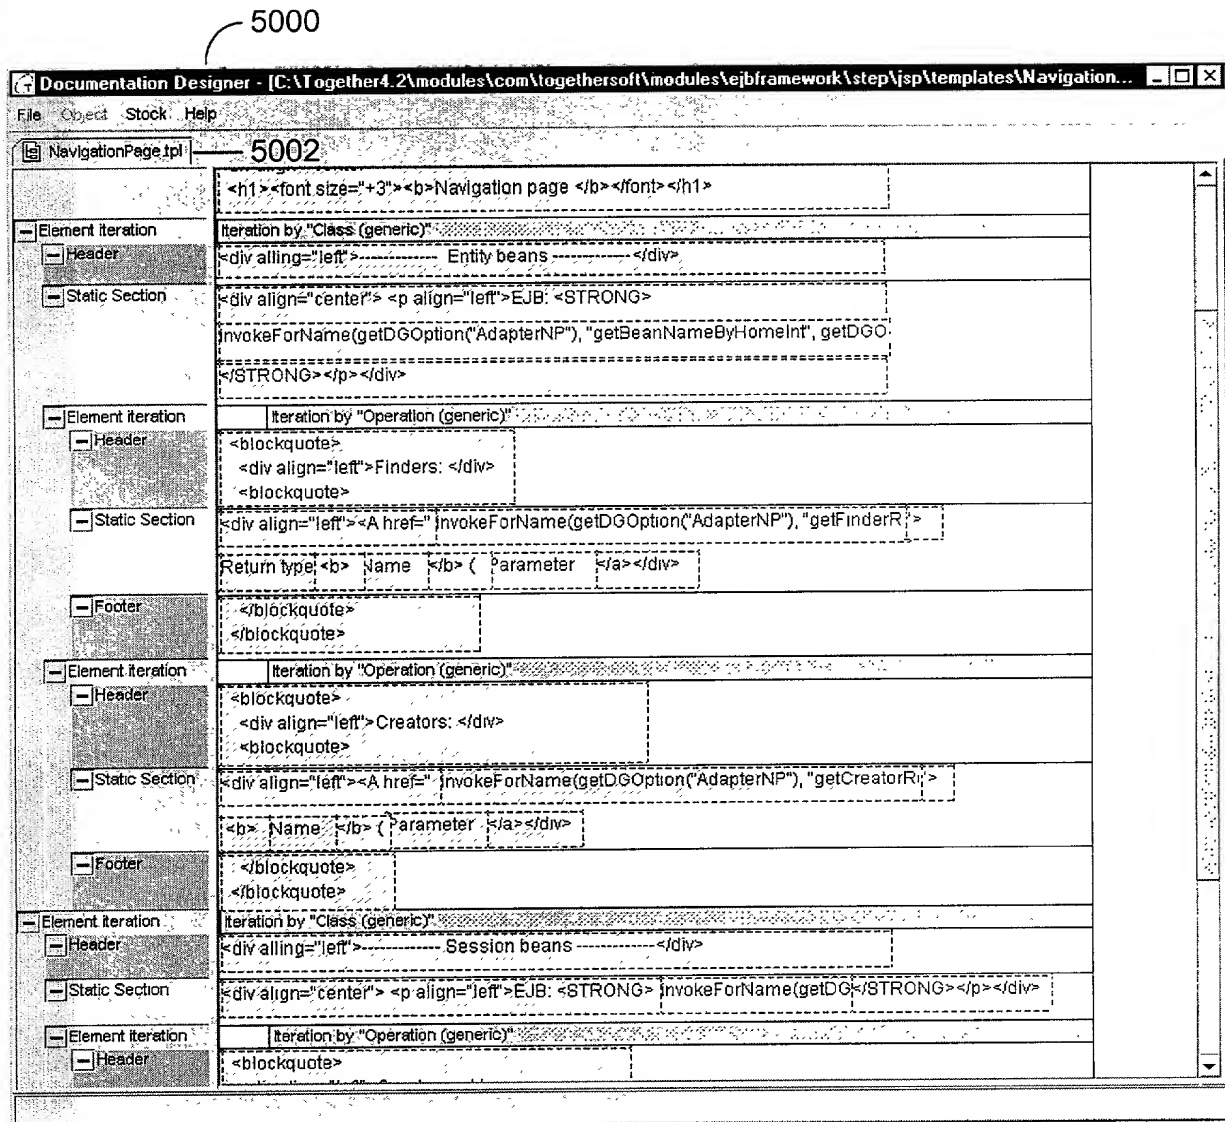 5000
Documentation Designer - [C:\Together4.2\modules\com\togethersoft\modules\ejbframework\step\jsp\templates\Navigation...
File Object Stock Help
NavigationPage.tpl 5002
<h1><font size="+3"><b>Navigation page </b></font></h1>
Element iteration Iteration by "Class (generic)"
Header <div alling="left">------------- Entity beans -------------</div>
Static Section <div align="center"> <p align="left">EJB: <STRONG>
invokeForName(getDGOption("AdapterNP"), "getBeanNameByHomeInt", getDGO
</STRONG></p></div>
Element iteration Iteration by "Operation (generic)"
Header <blockquote>
<div align="left">Finders: </div>
<blockquote>
Static Section <div align="left"><A href=" invokeForName(getDGOption("AdapterNP"), "getFinderR ">
Return type <b> Name </b> ( Parameter </a></div>
Footer </blockquote>
</blockquote>
Element iteration Iteration by "Operation (generic)"
Header <blockquote>
<div align="left">Creators: </div>
<blockquote>
Static Section <div align="left"><A href=" invokeForName(getDGOption("AdapterNP"), "getCreatorR ">
<b> Name </b> ( Parameter </a></div>
Footer </blockquote>
</blockquote>
Element iteration Iteration by "Class (generic)"
Header <div alling="left">------------- Session beans -------------</div>
Static Section <div align="center"> <p align="left">EJB: <STRONG> invokeForName(getDG </STRONG></p></div>
Element iteration Iteration by "Operation (generic)"
Header <blockquote>